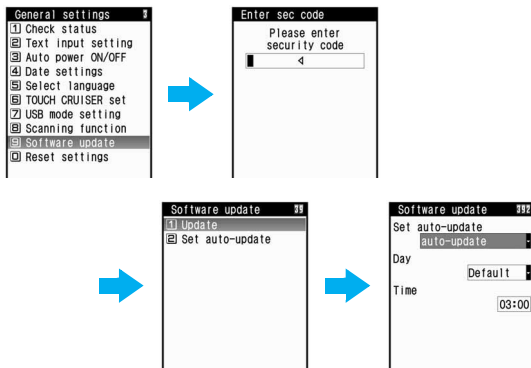 General settings 3
1 Check status
2 Text input setting
3 Auto power ON/OFF
4 Date settings
5 Select language
6 TOUCH CRUISER set
7 USB mode setting
8 Scanning function
9 Software update
0 Reset settings
Enter sec code
Please enter
security code
Software update 39
1 Update
2 Set auto-update
Software update 392
Set auto-update
auto-update
Day
Default
Time
03:00